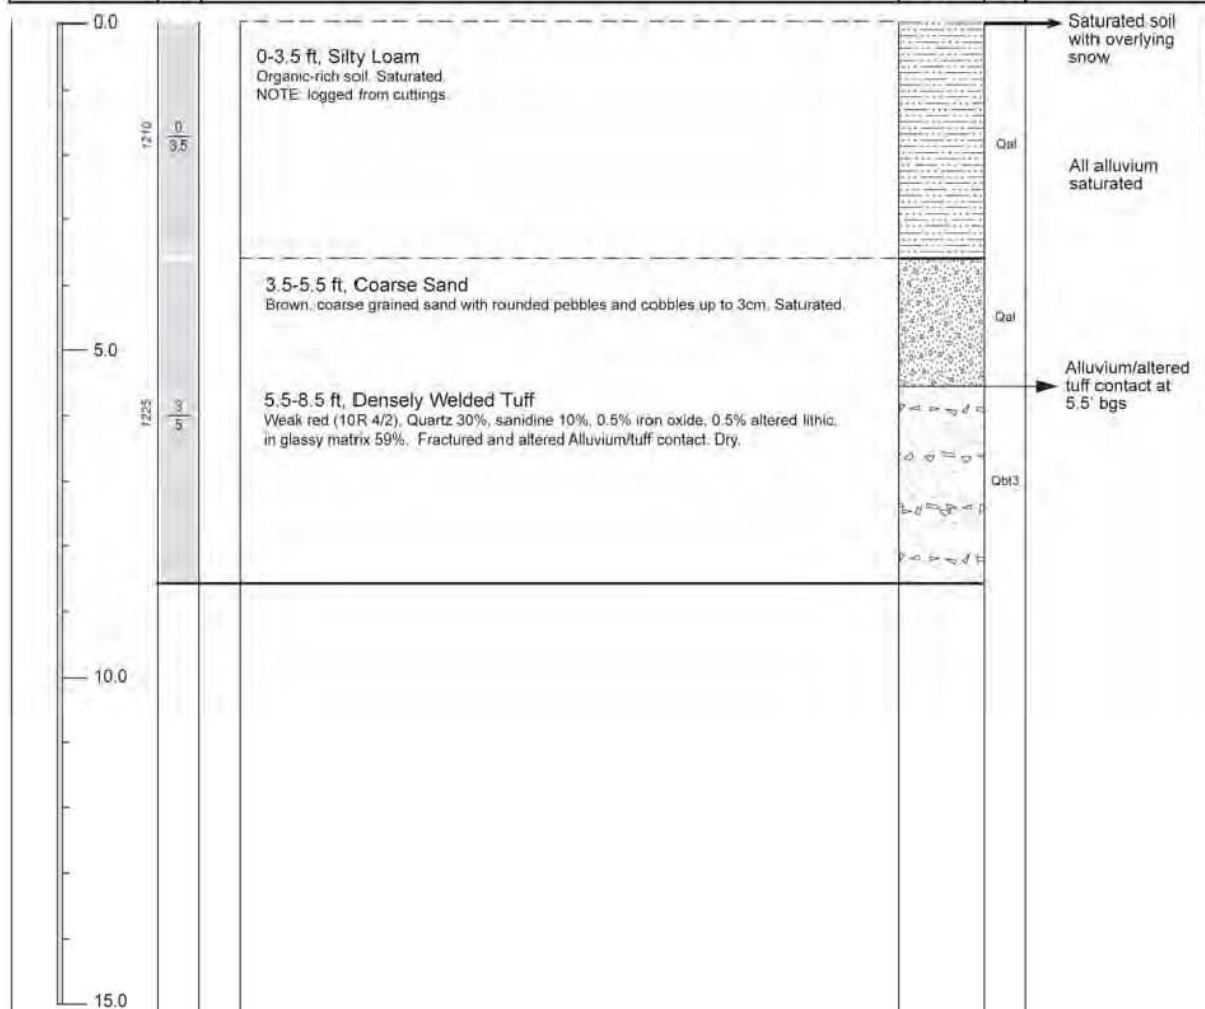 0.0
Saturated soil
with overlying
snow
0-3.5 ft, Silty Loam
Organic-rich soil. Saturated.
NOTE: logged from cuttings.
1210
0
3.5
Qal
All alluvium
saturated
3.5-5.5 ft, Coarse Sand
Brown, coarse grained sand with rounded pebbles and cobbles up to 3cm. Saturated.
Qal
5.0
Alluvium/altered
tuff contact at
5.5' bgs
5.5-8.5 ft, Densely Welded Tuff
Weak red (10R 4/2), Quartz 30%, sanidine 10%, 0.5% iron oxide, 0.5% altered lithic,
in glassy matrix 59%. Fractured and altered Alluvium/tuff contact. Dry.
1225
3
5
Qbt3
10.0
15.0